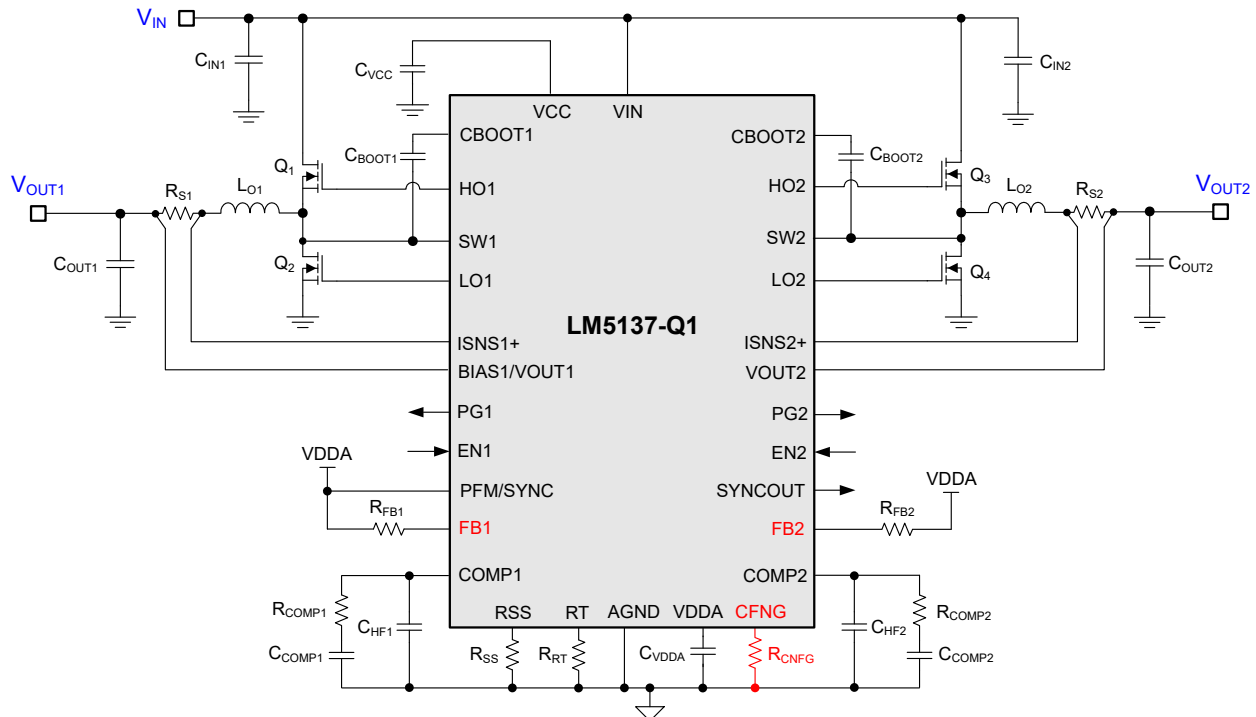 VIN
CIN1
CVCC
CIN2
VCC
VIN
CBOOT1
CBOOT2
CBOOT1
CBOOT2
Q1
HO1
HO2
Q3
VOUT1
RS1
LO1
LO2
RS2
VOUT2
SW1
SW2
COUT1
Q2
LO1
LO2
Q4
COUT2
LM5137-Q1
ISNS1+
ISNS2+
BIAS1/VOUT1
VOUT2
PG1
PG2
EN1
EN2
VDDA
VDDA
PFM/SYNC
SYNCOUT
RFB1
FB1
FB2
RFB2
COMP1
COMP2
RCOMP1
CHF1
RSS
RT
AGND
VDDA
CFNG
CHF2
RCOMP2
CCOMP1
RSS
RRT
CVDDA
RCNFG
CCOMP2